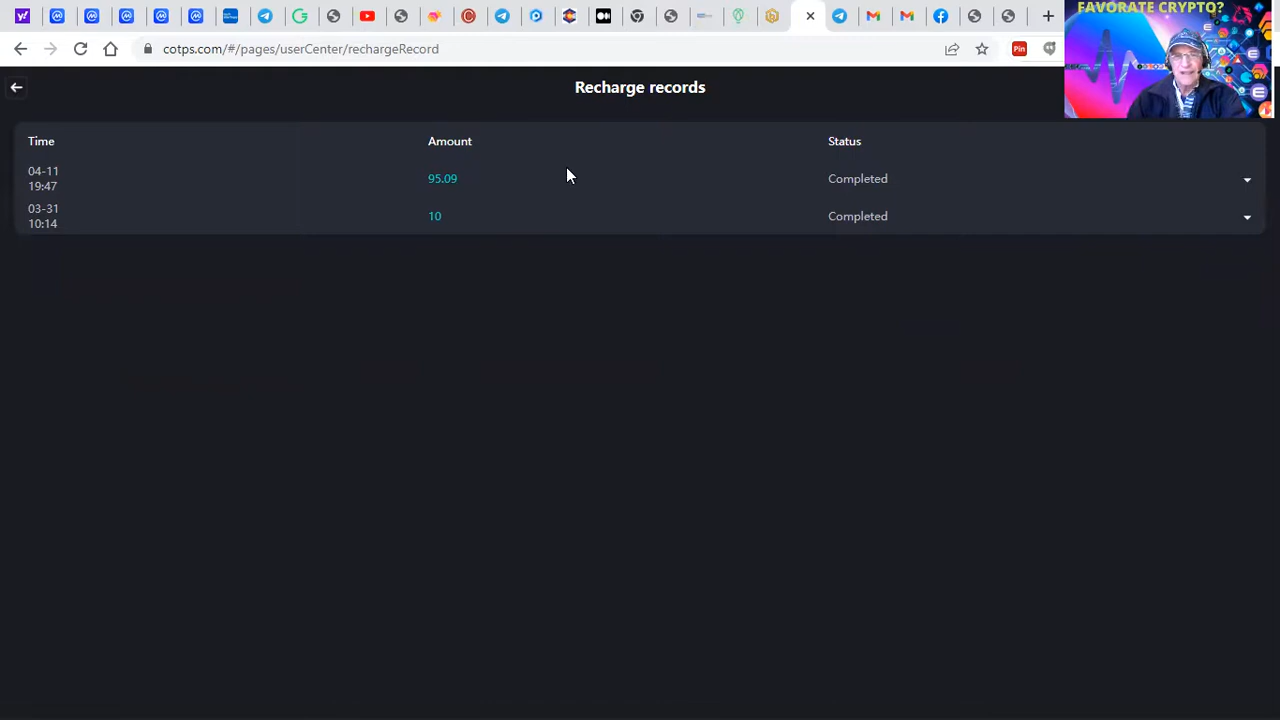 FAVORATE CRYPTO?
cotps.com/#/pages/userCenter/rechargeRecord
Pin
Recharge records
Time Amount Status
04-11
19:47 95.09 Completed
03-31
10:14 10 Completed